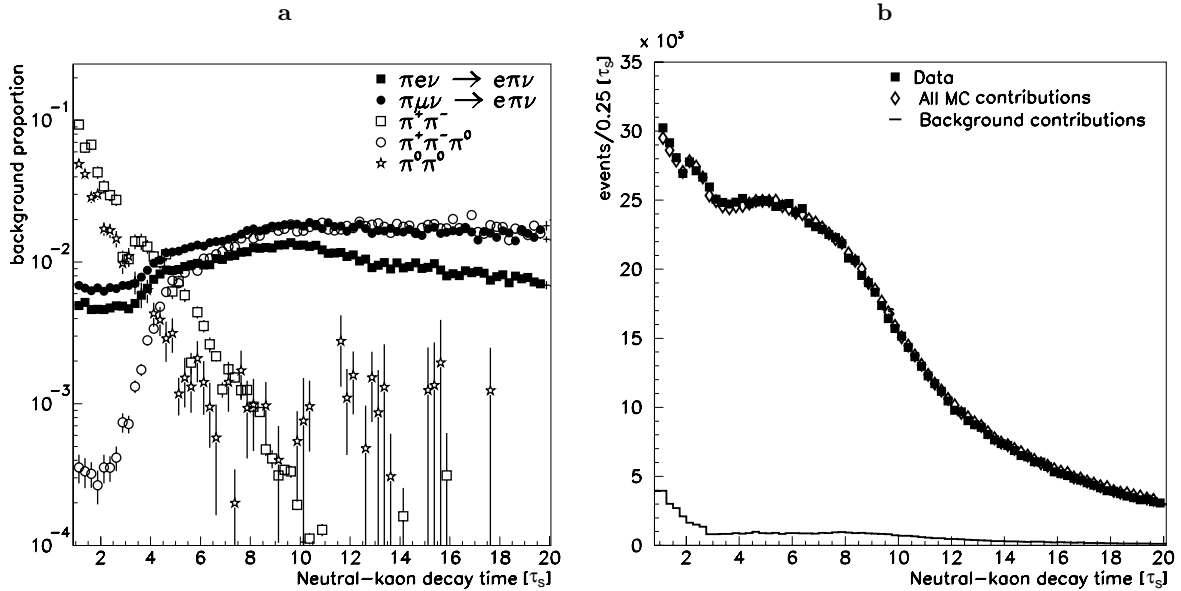 a
b
background proportion
10⁻¹
10⁻²
10⁻³
10⁻⁴
πeν → eπν
πμν → eπν
π⁺π⁻
π⁺π⁻π⁰
π⁰π⁰
2 4 6 8 10 12 14 16 18 20
Neutral−kaon decay time [τ_S]
× 10³
events/0.25 [τ_S]
35
30
25
20
15
10
5
0
Data
All MC contributions
Background contributions
2 4 6 8 10 12 14 16 18 20
Neutral−kaon decay time [τ_S]